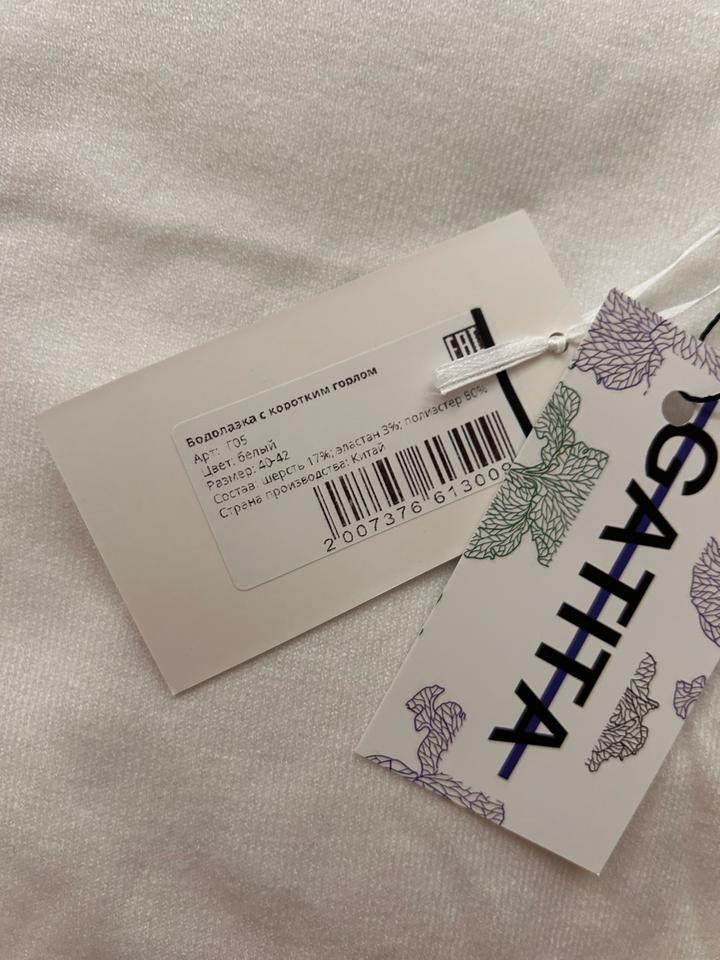 EAC
Водолазка с коротким горлом
Арт: Г05
Цвет: белый
Размер: 40-42
Состав: шерсть 17%; эластан 3%; полиэстер 80%
Страна производства: Китай
2 007376 613009
GATITA